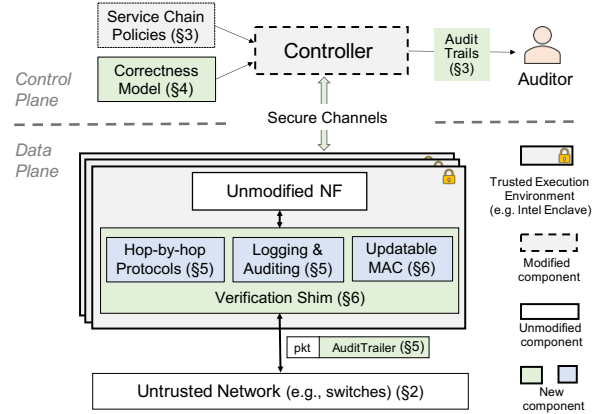 Service Chain
Policies (§3)
Correctness
Model (§4)
Controller
Audit
Trails
(§3)
Auditor
Control
Plane
Secure Channels
Data
Plane
Unmodified NF
Hop-by-hop
Protocols (§5)
Logging &
Auditing (§5)
Updatable
MAC (§6)
Verification Shim (§6)
pkt
AuditTrailer (§5)
Untrusted Network (e.g., switches) (§2)
Trusted Execution
Environment
(e.g. Intel Enclave)
Modified
component
Unmodified
component
New
component